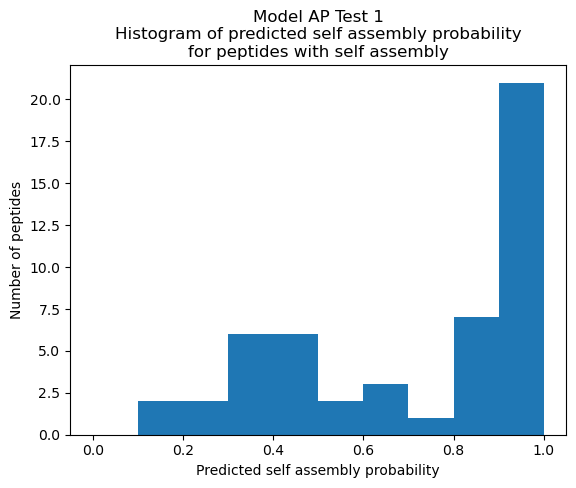 Model AP Test 1
Histogram of predicted self assembly probability
for peptides with self assembly
Number of peptides
20.0
17.5
15.0
12.5
10.0
7.5
5.0
2.5
0.0
0.0 0.2 0.4 0.6 0.8 1.0
Predicted self assembly probability